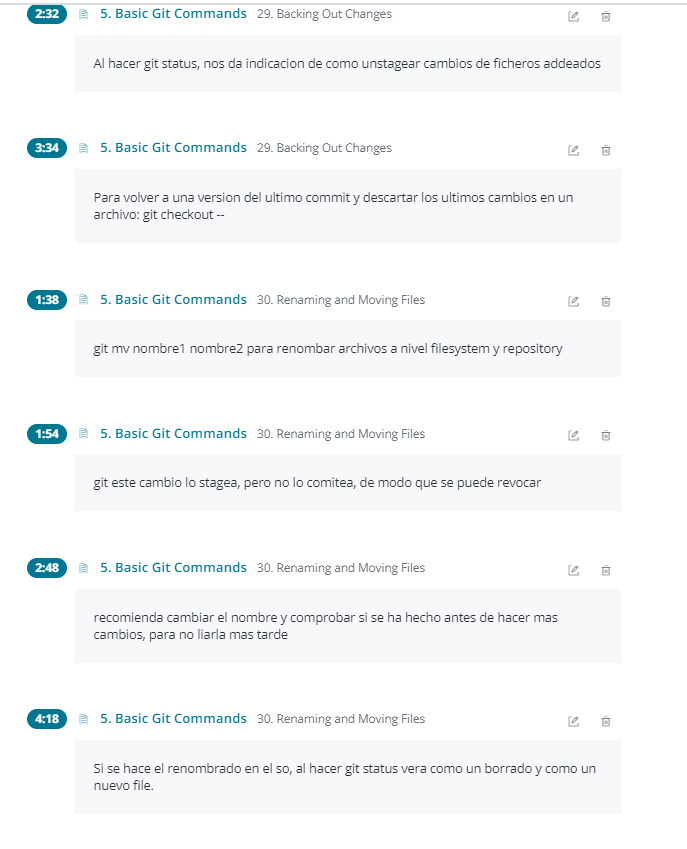 2:32 5. Basic Git Commands 29. Backing Out Changes
Al hacer git status, nos da indicacion de como unstagear cambios de ficheros addeados
3:34 5. Basic Git Commands 29. Backing Out Changes
Para volver a una version del ultimo commit y descartar los ultimos cambios en un
archivo: git checkout --
1:38 5. Basic Git Commands 30. Renaming and Moving Files
git mv nombre1 nombre2 para renombar archivos a nivel filesystem y repository
1:54 5. Basic Git Commands 30. Renaming and Moving Files
git este cambio lo stagea, pero no lo comitea, de modo que se puede revocar
2:48 5. Basic Git Commands 30. Renaming and Moving Files
recomienda cambiar el nombre y comprobar si se ha hecho antes de hacer mas
cambios, para no liarla mas tarde
4:18 5. Basic Git Commands 30. Renaming and Moving Files
Si se hace el renombrado en el so, al hacer git status vera como un borrado y como un
nuevo file.